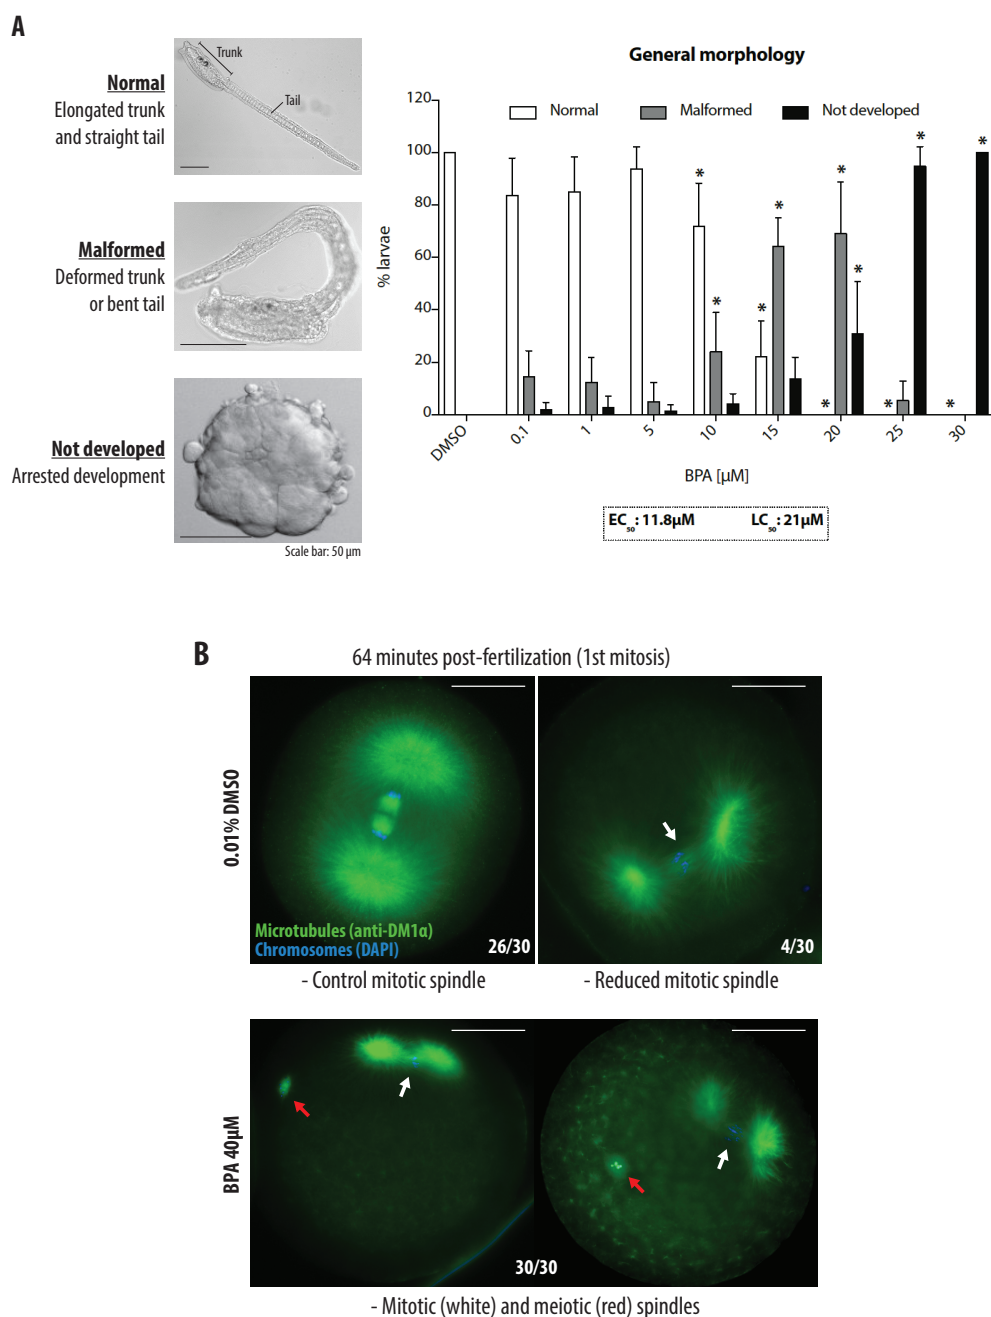 A
Normal
Elongated trunk
and straight tail
Trunk
Tail
Malformed
Deformed trunk
or bent tail
Not developed
Arrested development
Scale bar: 50 µm
General morphology
Normal
Malformed
Not developed
% larvae
120
100
80
60
40
20
0
* * * * * * * * * * *
DMSO 0.1 1 5 10 15 20 25 30
BPA [µM]
EC50: 11.8µM LC50: 21µM
B
64 minutes post-fertilization (1st mitosis)
0.01% DMSO
Microtubules (anti-DM1α)
Chromosomes (DAPI)
26/30
4/30
- Control mitotic spindle
- Reduced mitotic spindle
BPA 40µM
30/30
- Mitotic (white) and meiotic (red) spindles